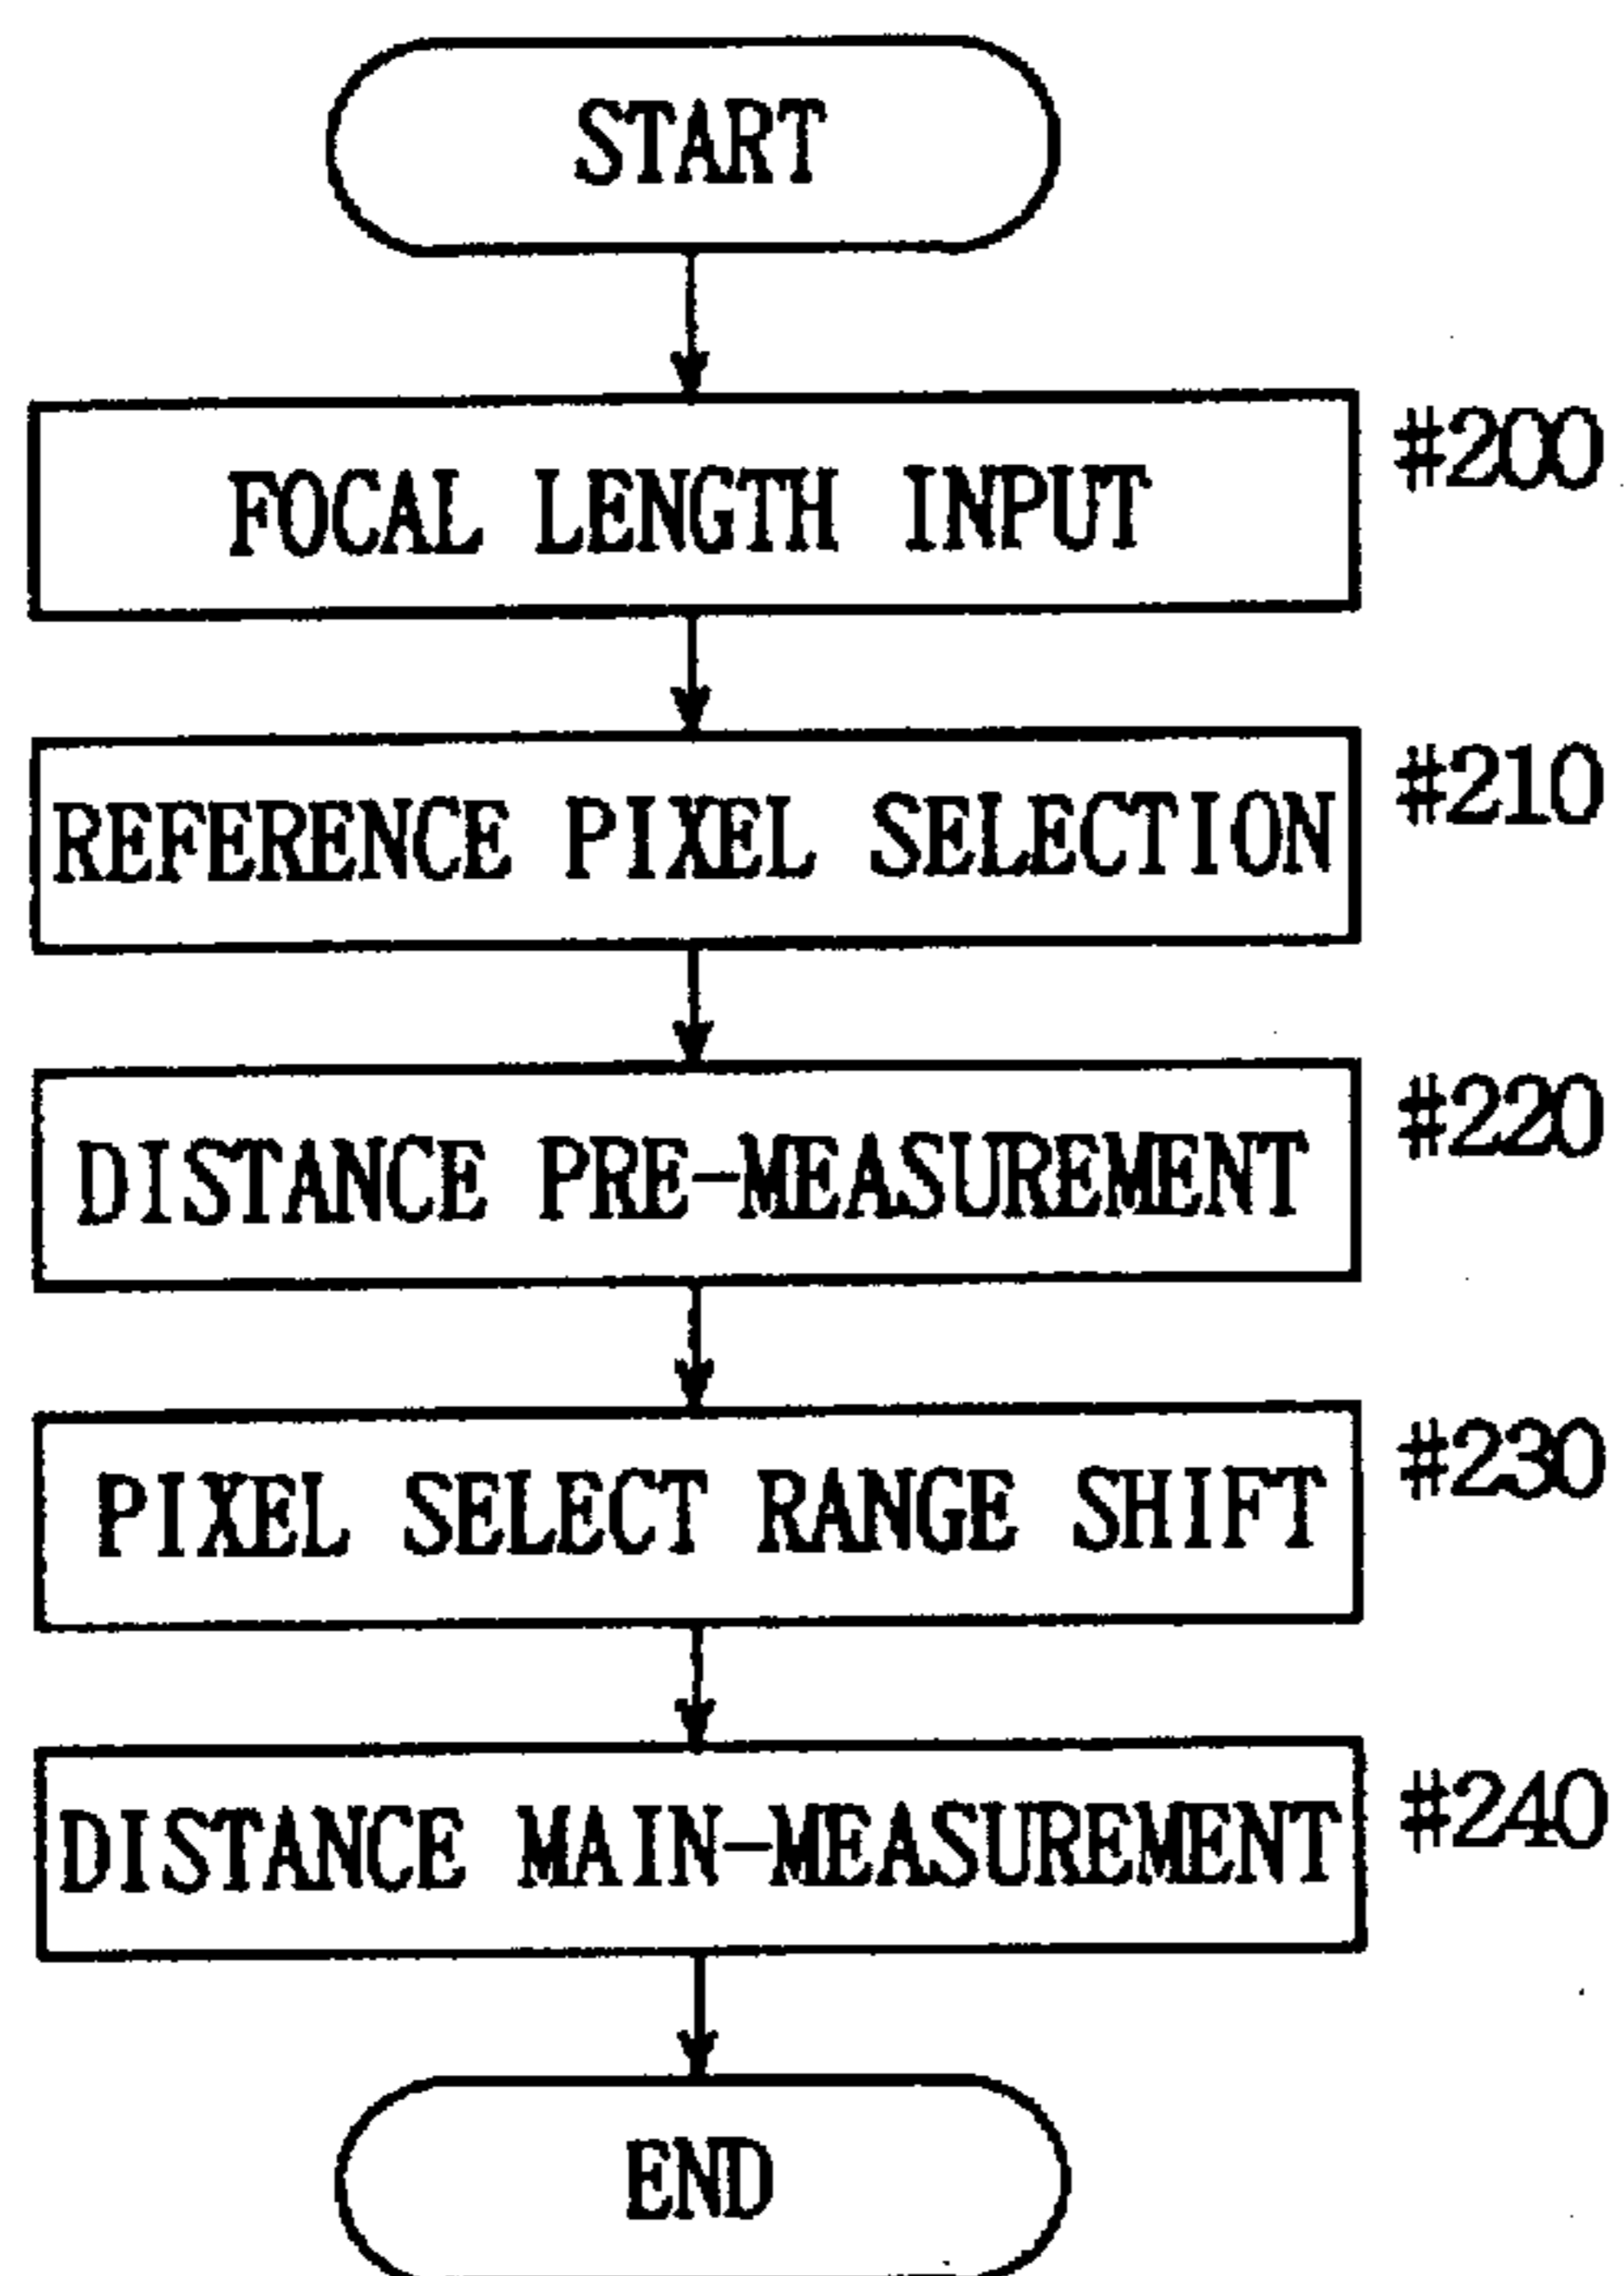 START
FOCAL LENGTH INPUT
#200
REFERENCE PIXEL SELECTION
#210
DISTANCE PRE-MEASUREMENT
#220
PIXEL SELECT RANGE SHIFT
#230
DISTANCE MAIN-MEASUREMENT
#240
END